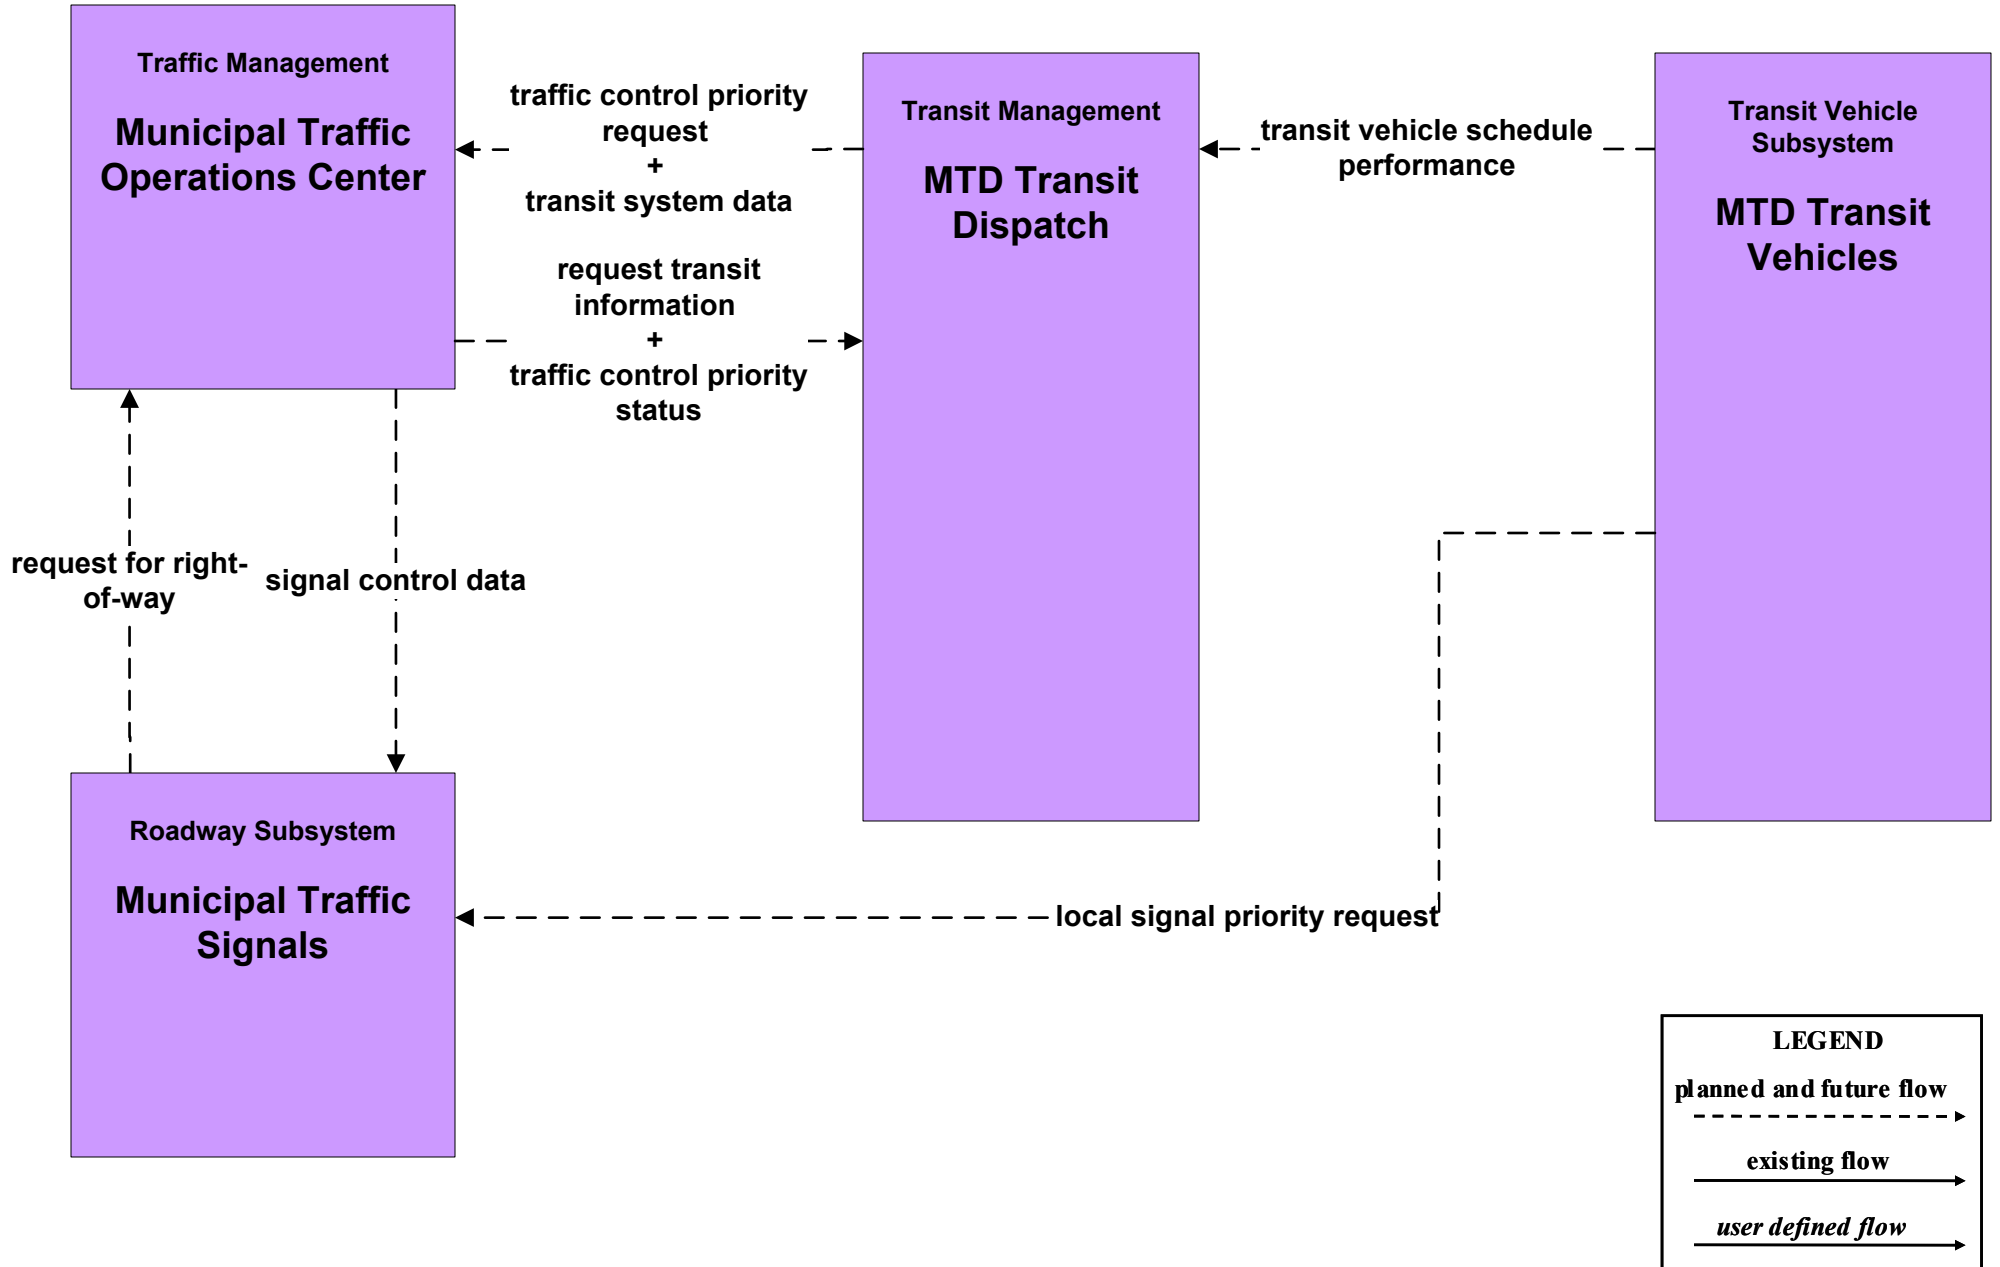 Traffic Management
Municipal Traffic
Operations Center
traffic control priority
request
+
transit system data
request transit
information
+
traffic control priority
status
Transit Management
MTD Transit
Dispatch
transit vehicle schedule
performance
Transit Vehicle
Subsystem
MTD Transit
Vehicles
request for right-
of-way
signal control data
Roadway Subsystem
Municipal Traffic
Signals
local signal priority request
LEGEND
planned and future flow
existing flow
user defined flow